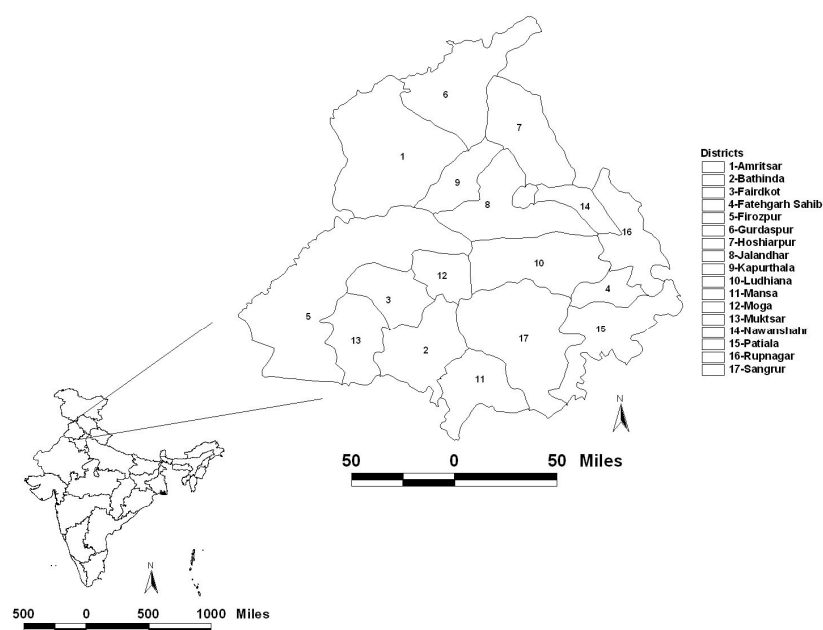 6
7
1
9
8
14
16
10
12
4
3
5
13
17
15
2
11
N
50 0 50 Miles
Districts
1-Amritsar
2-Bathinda
3-Fairdkot
4-Fatehgarh Sahib
5-Firozpur
6-Gurdaspur
7-Hoshiarpur
8-Jalandhar
9-Kapurthala
10-Ludhiana
11-Mansa
12-Moga
13-Muktsar
14-Nawanshahr
15-Patiala
16-Rupnagar
17-Sangrur
N
500 0 500 1000 Miles